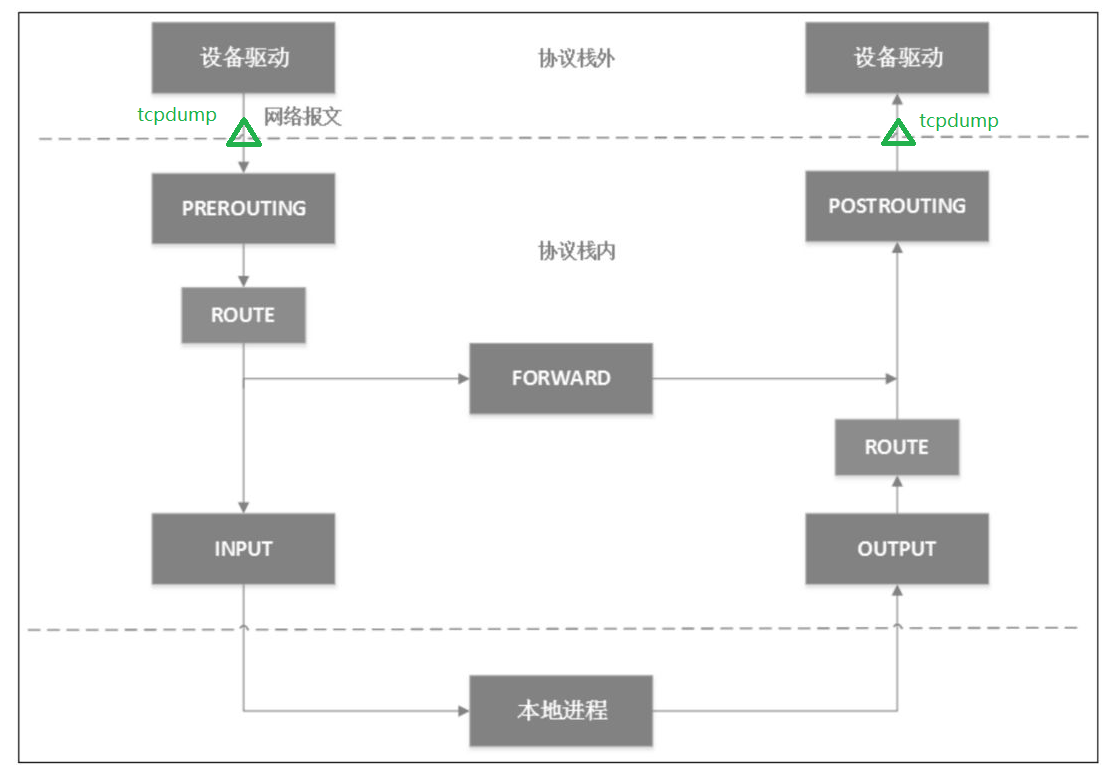 设备驱动
协议栈外
设备驱动
tcpdump
网络报文
tcpdump
PREROUTING
POSTROUTING
协议栈内
ROUTE
FORWARD
ROUTE
INPUT
OUTPUT
本地进程